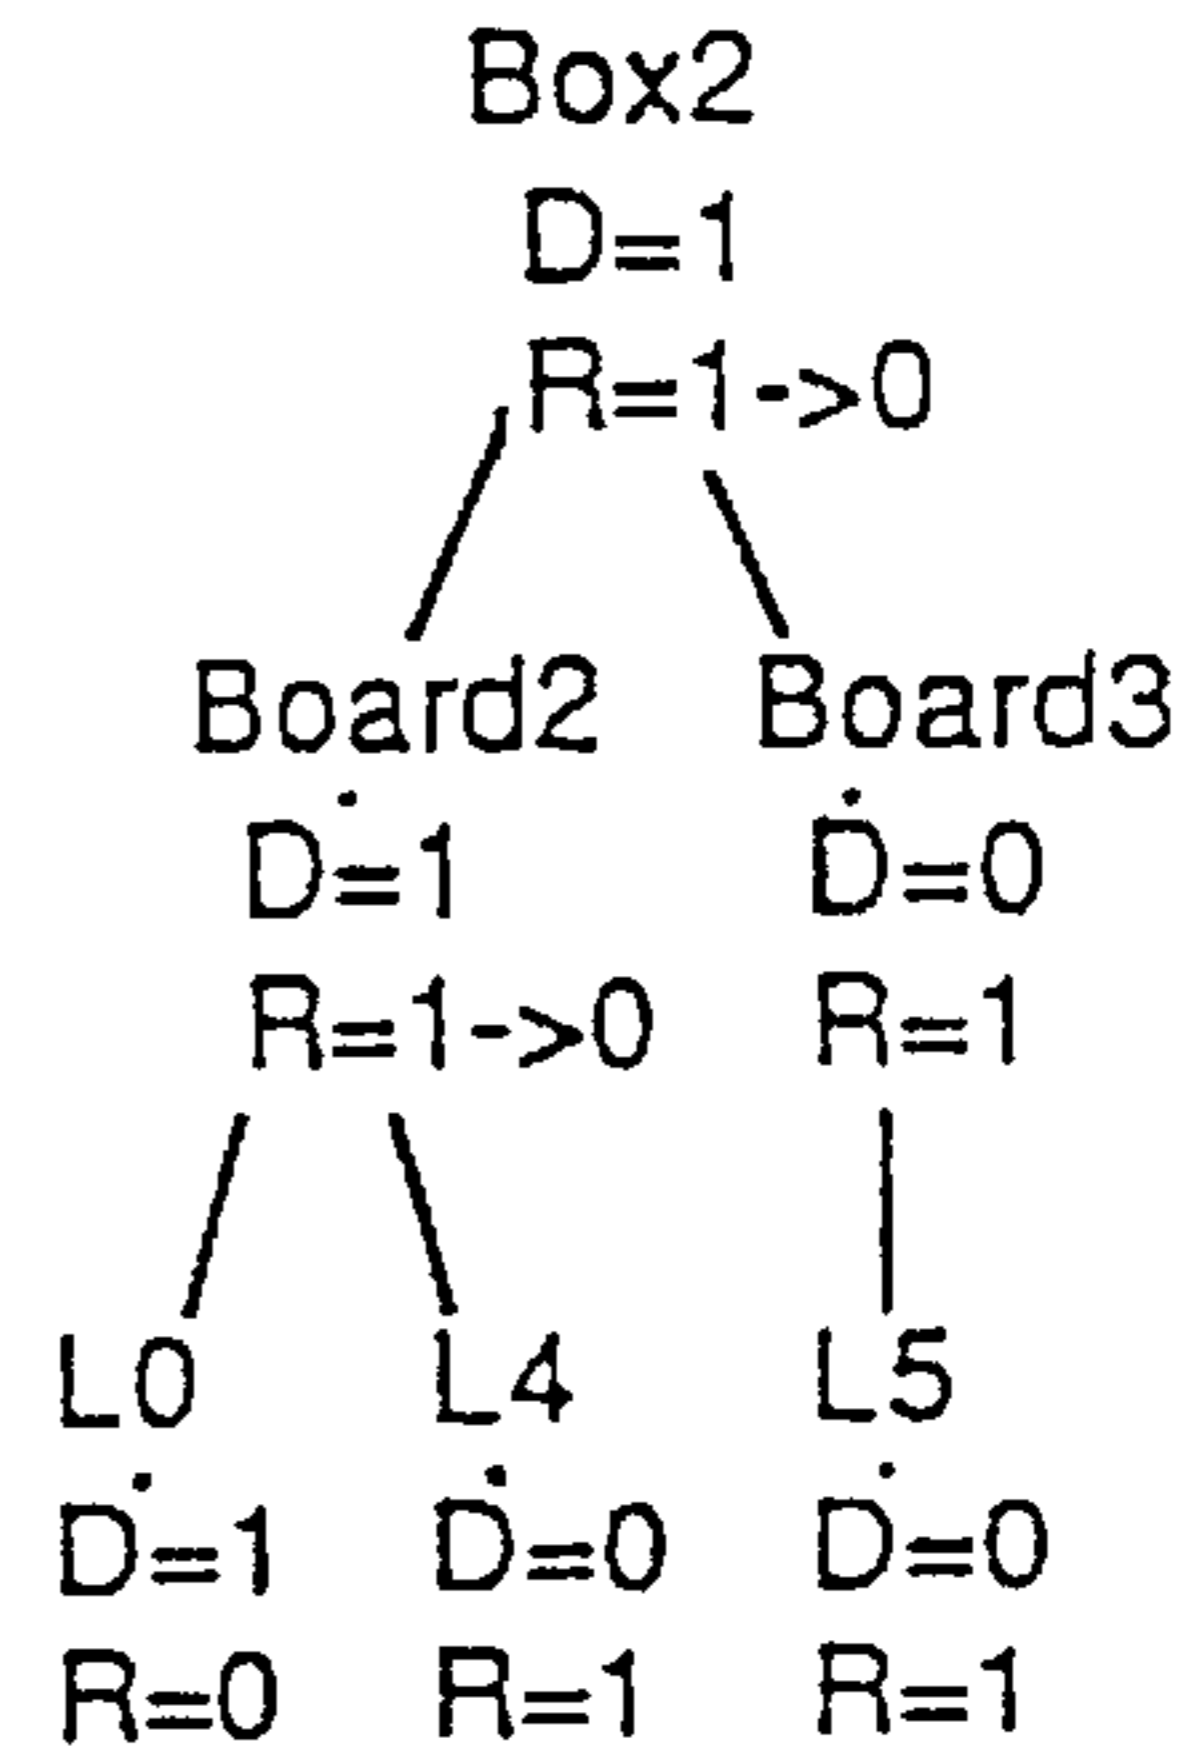 Box2
D=1
R=1->0
Board2 Board3
D=1 D=0
R=1->0 R=1
L0 L4 L5
D=1 D=0 D=0
R=0 R=1 R=1